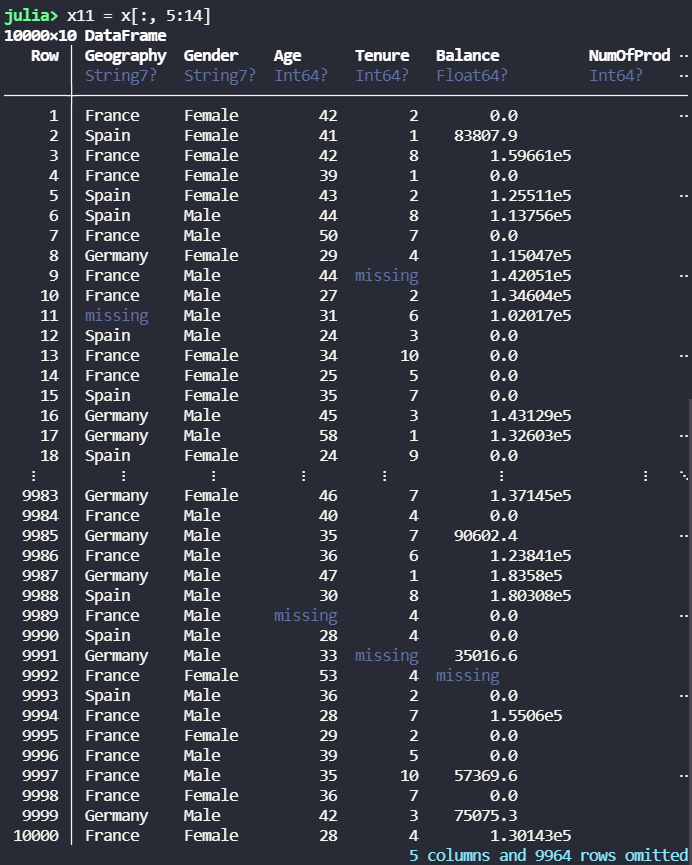 julia> x11 = x[:, 5:14]
10000×10 DataFrame
Row Geography Gender Age Tenure Balance NumOfProd ⋯
String7? String7? Int64? Int64? Float64? Int64? ⋯
1 France Female 42 2 0.0 ⋯
2 Spain Female 41 1 83807.9
3 France Female 42 8 1.59661e5
4 France Female 39 1 0.0
5 Spain Female 43 2 1.25511e5 ⋯
6 Spain Male 44 8 1.13756e5
7 France Male 50 7 0.0
8 Germany Female 29 4 1.15047e5
9 France Male 44 missing 1.42051e5 ⋯
10 France Male 27 2 1.34604e5
11 missing Male 31 6 1.02017e5
12 Spain Male 24 3 0.0
13 France Female 34 10 0.0 ⋯
14 France Female 25 5 0.0
15 Spain Female 35 7 0.0
16 Germany Male 45 3 1.43129e5
17 Germany Male 58 1 1.32603e5 ⋯
18 Spain Female 24 9 0.0
⋮ ⋮ ⋮ ⋮ ⋮ ⋮ ⋮ ⋱
9983 Germany Female 46 7 1.37145e5
9984 France Male 40 4 0.0
9985 Germany Male 35 7 90602.4 ⋯
9986 France Male 36 6 1.23841e5
9987 Germany Male 47 1 1.8358e5
9988 Spain Male 30 8 1.80308e5
9989 France Male missing 4 0.0 ⋯
9990 Spain Male 28 4 0.0
9991 Germany Male 33 missing 35016.6
9992 France Female 53 4 missing
9993 Spain Male 36 2 0.0 ⋯
9994 France Male 28 7 1.5506e5
9995 France Female 29 2 0.0
9996 France Male 39 5 0.0
9997 France Male 35 10 57369.6 ⋯
9998 France Female 36 7 0.0
9999 Germany Male 42 3 75075.3
10000 France Female 28 4 1.30143e5
5 columns and 9964 rows omitted